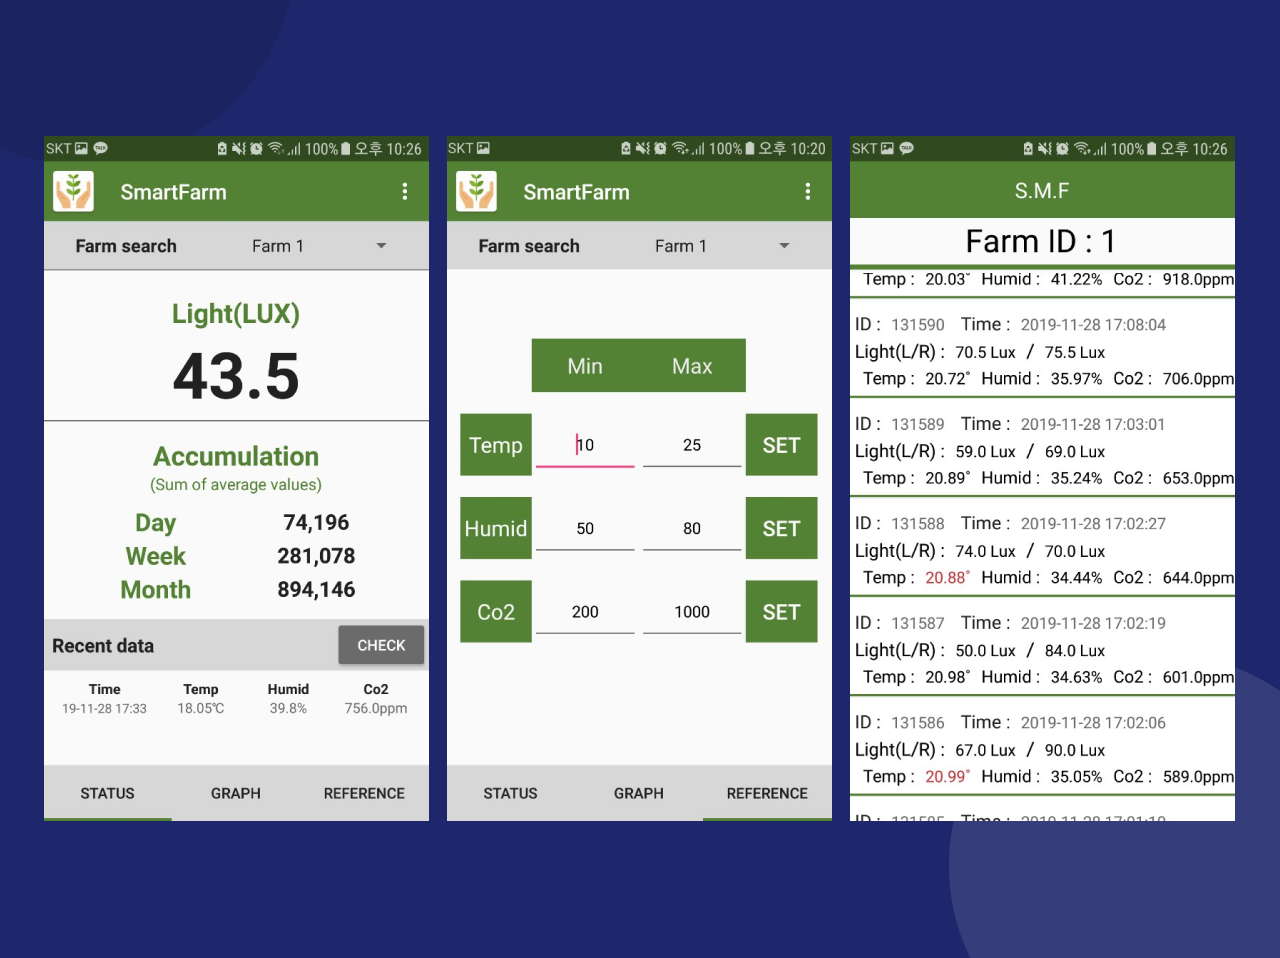 SKT 100% 오후 10:26
SmartFarm
Farm search Farm 1
Light(LUX)
43.5
Accumulation
(Sum of average values)
Day 74,196
Week 281,078
Month 894,146
Recent data CHECK
Time Temp Humid Co2
19-11-28 17:33 18.05℃ 39.8% 756.0ppm
STATUS GRAPH REFERENCE
SKT 100% 오후 10:20
SmartFarm
Farm search Farm 1
Min Max
Temp 10 25 SET
Humid 50 80 SET
Co2 200 1000 SET
STATUS GRAPH REFERENCE
SKT TALK 100% 오후 10:26
S.M.F
Farm ID : 1
Temp : 20.03˚ Humid : 41.22% Co2 : 918.0ppm
ID : 131590 Time : 2019-11-28 17:08:04
Light(L/R) : 70.5 Lux / 75.5 Lux
Temp : 20.72˚ Humid : 35.97% Co2 : 706.0ppm
ID : 131589 Time : 2019-11-28 17:03:01
Light(L/R) : 59.0 Lux / 69.0 Lux
Temp : 20.89˚ Humid : 35.24% Co2 : 653.0ppm
ID : 131588 Time : 2019-11-28 17:02:27
Light(L/R) : 74.0 Lux / 70.0 Lux
Temp : 20.88˚ Humid : 34.44% Co2 : 644.0ppm
ID : 131587 Time : 2019-11-28 17:02:19
Light(L/R) : 50.0 Lux / 84.0 Lux
Temp : 20.98˚ Humid : 34.63% Co2 : 601.0ppm
ID : 131586 Time : 2019-11-28 17:02:06
Light(L/R) : 67.0 Lux / 90.0 Lux
Temp : 20.99˚ Humid : 35.05% Co2 : 589.0ppm
ID : Time :